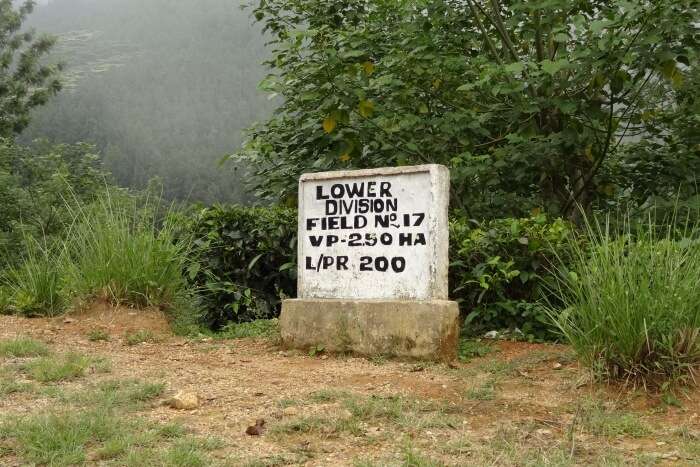 LOWER
DIVISION
FIELD No. 17
VP-2.50 HA
L/PR 200